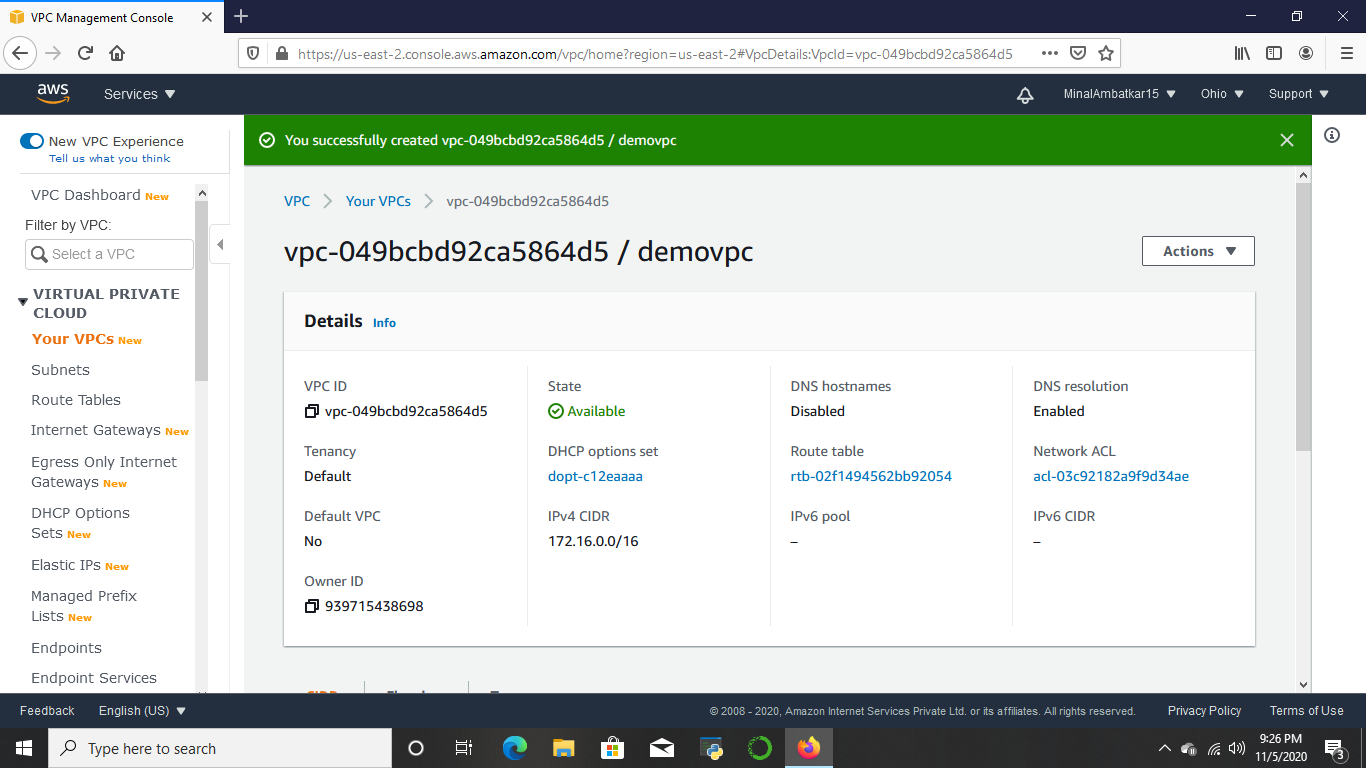 VPC Management Console
https://us-east-2.console.aws.amazon.com/vpc/home?region=us-east-2#VpcDetails:VpcId=vpc-049bcbd92ca5864d5
aws
Services
MinalAmbatkar15
Ohio
Support
New VPC Experience
Tell us what you think
You successfully created vpc-049bcbd92ca5864d5 / demovpc
VPC Dashboard New
Filter by VPC:
Select a VPC
VIRTUAL PRIVATE
CLOUD
Your VPCs New
Subnets
Route Tables
Internet Gateways New
Egress Only Internet
Gateways New
DHCP Options
Sets New
Elastic IPs New
Managed Prefix
Lists New
Endpoints
Endpoint Services
VPC
Your VPCs
vpc-049bcbd92ca5864d5
vpc-049bcbd92ca5864d5 / demovpc
Actions
Details Info
VPC ID
vpc-049bcbd92ca5864d5
State
Available
DNS hostnames
Disabled
DNS resolution
Enabled
Tenancy
Default
DHCP options set
dopt-c12eaaaa
Route table
rtb-02f1494562bb92054
Network ACL
acl-03c92182a9f9d34ae
Default VPC
No
IPv4 CIDR
172.16.0.0/16
IPv6 pool
–
IPv6 CIDR
–
Owner ID
939715438698
Feedback
English (US)
© 2008 - 2020, Amazon Internet Services Private Ltd. or its affiliates. All rights reserved.
Privacy Policy
Terms of Use
Type here to search
9:26 PM
11/5/2020
3